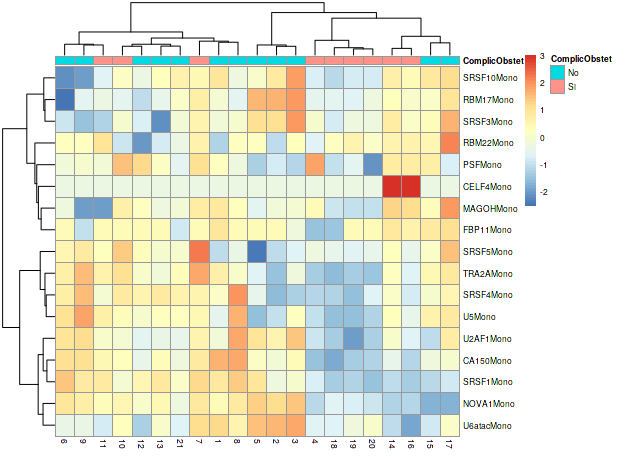 ComplicObstet
3
2
1
0
-1
-2
ComplicObstet
No
SI
SRSF10Mono
RBM17Mono
SRSF3Mono
RBM22Mono
PSFMono
CELF4Mono
MAGOHMono
FBP11Mono
SRSF5Mono
TRA2AMono
SRSF4Mono
U5Mono
U2AF1Mono
CA150Mono
SRSF1Mono
NOVA1Mono
U6atacMono
6 9 11 10 12 13 21 7 1 8 5 2 3 4 18 19 20 14 16 15 17